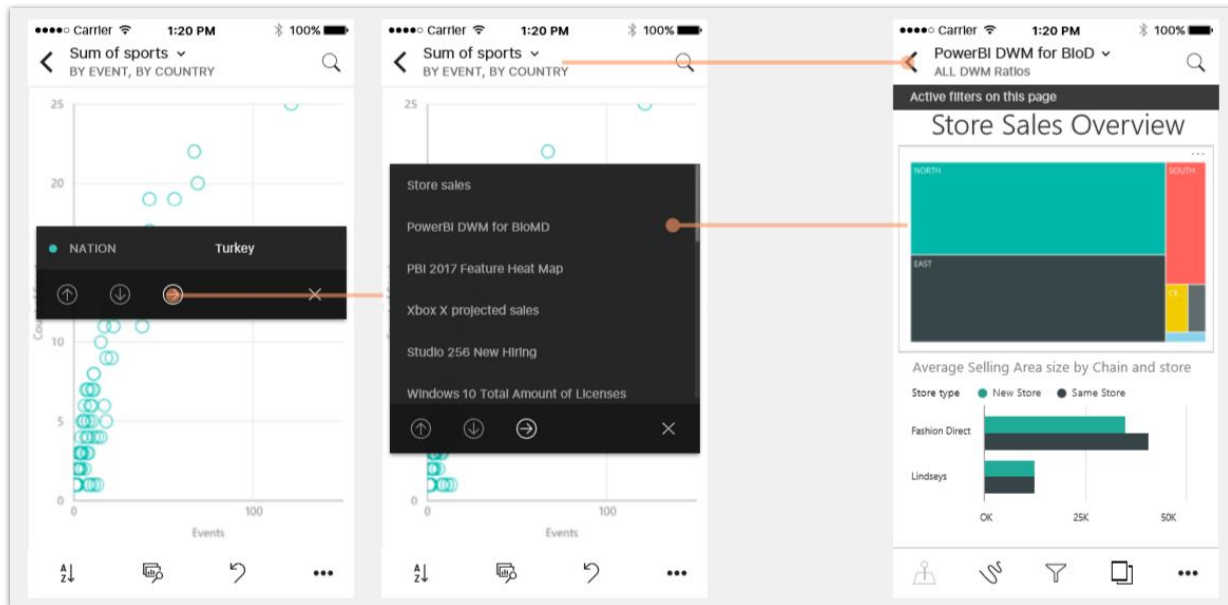 Carrier 1:20 PM 100%
Sum of sports
BY EVENT, BY COUNTRY
25
20
NATION Turkey
10
5
0
0 100
Events
Carrier 1:20 PM 100%
Sum of sports
BY EVENT, BY COUNTRY
25
Store sales
PowerBI DWM for BIoMD
PBI 2017 Feature Heat Map
Xbox X projected sales
Studio 256 New Hiring
Windows 10 Total Amount of Licenses
0
0 100
Events
Carrier 1:20 PM 100%
PowerBI DWM for BIoD
ALL DWM Ratios
Active filters on this page
Store Sales Overview
NORTH
SOUTH
EAST
CE...
Average Selling Area size by Chain and store
Store type New Store Same Store
Fashion Direct
Lindseys
0K 25K 50K